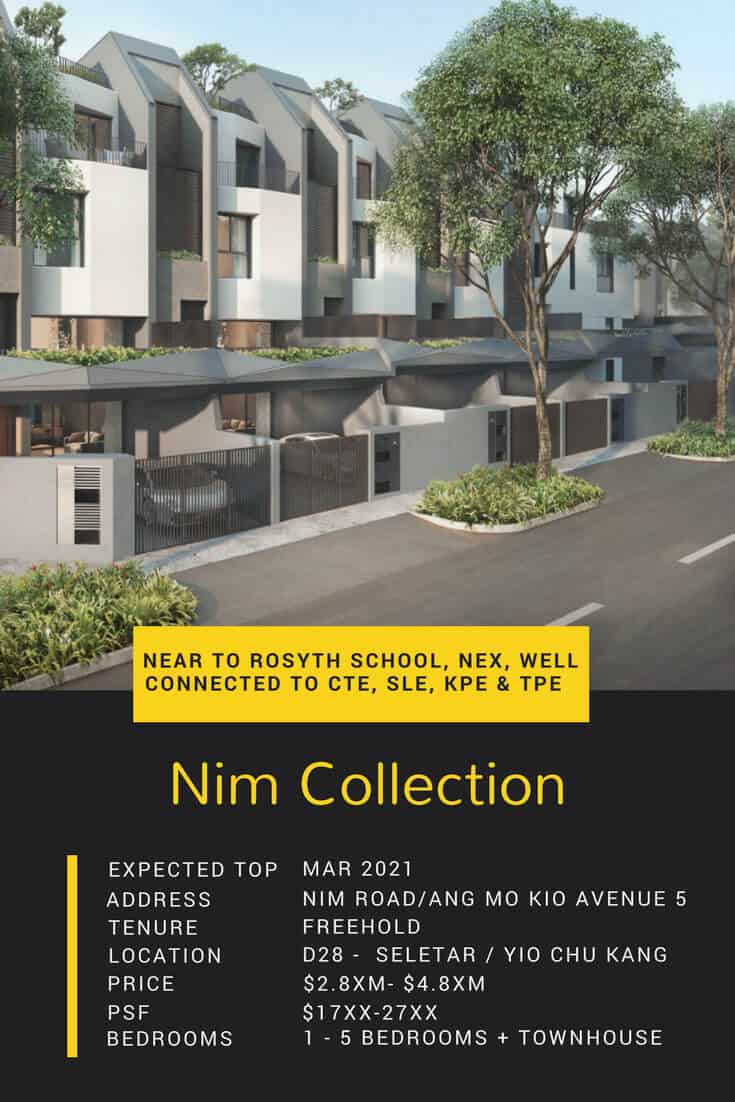 NEAR TO ROSYTH SCHOOL, NEX, WELL
CONNECTED TO CTE, SLE, KPE & TPE
Nim Collection
EXPECTED TOP MAR 2021
ADDRESS NIM ROAD/ANG MO KIO AVENUE 5
TENURE FREEHOLD
LOCATION D28 - SELETAR / YIO CHU KANG
PRICE $2.8XM- $4.8XM
PSF $17XX-27XX
BEDROOMS 1 - 5 BEDROOMS + TOWNHOUSE